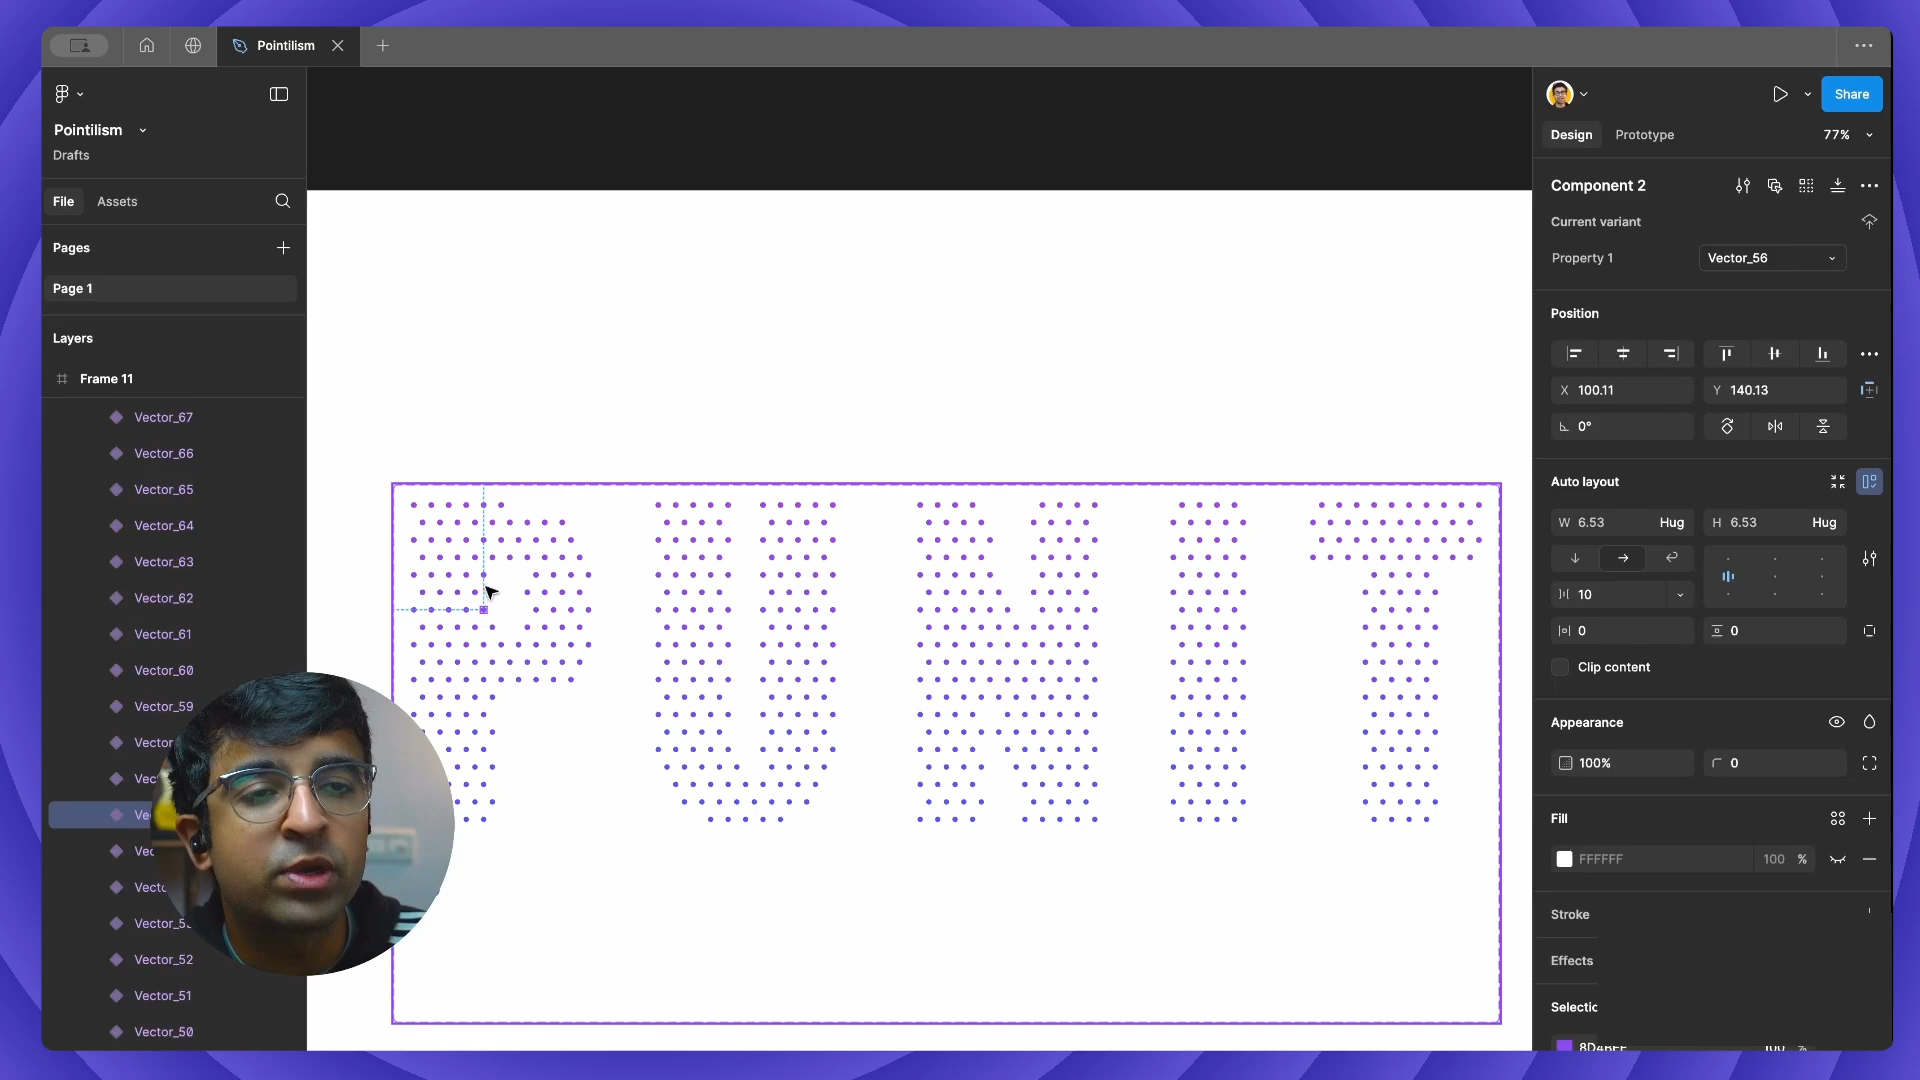 Pointilism
Pointilism
Drafts
File
Assets
Pages
Page 1
Layers
Frame 11
Vector_67
Vector_66
Vector_65
Vector_64
Vector_63
Vector_62
Vector_61
Vector_60
Vector_59
Vector_52
Vector_51
Vector_50
PUNIT
Share
Design
Prototype
77%
Component 2
Current variant
Property 1
Vector_56
Position
X 100.11
Y 140.13
0°
Auto layout
W 6.53 Hug
H 6.53 Hug
10
0
0
Clip content
Appearance
100%
0
Fill
FFFFFF
100 %
Stroke
Effects
Selectic